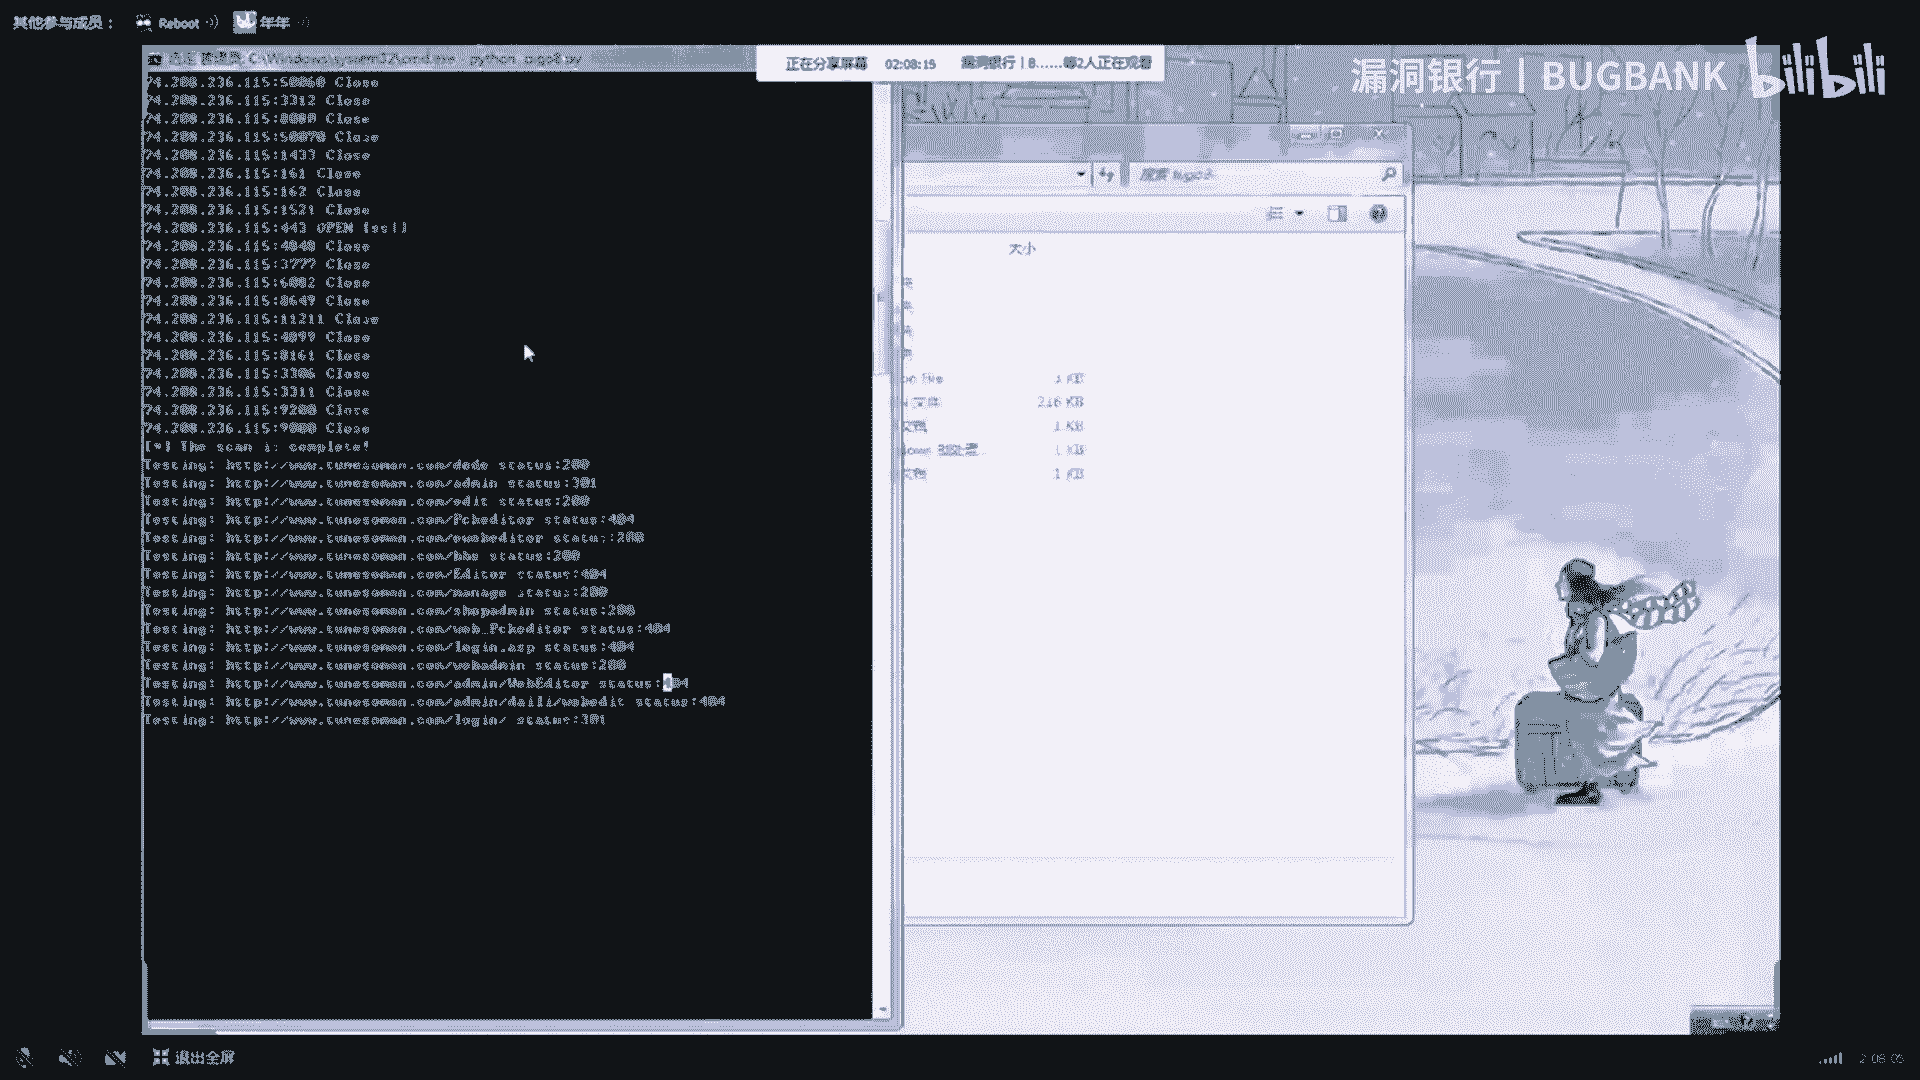 其他参与成员：
Reboot
年年
C:\Windows\system32\cmd.exe - python
正在分享屏幕 02:08:15 漏洞银行丨B......等2人正在观看
漏洞银行丨BUGBANK bilibili
74.208.236.115:50060 Close
74.208.236.115:3312 Close
74.208.236.115:8080 Close
74.208.236.115:50070 Close
74.208.236.115:1433 Close
74.208.236.115:161 Close
74.208.236.115:162 Close
74.208.236.115:1521 Close
74.208.236.115:443 OPEN [ssl]
74.208.236.115:4848 Close
74.208.236.115:3777 Close
74.208.236.115:6082 Close
74.208.236.115:8649 Close
74.208.236.115:11211 Close
74.208.236.115:4899 Close
74.208.236.115:8161 Close
74.208.236.115:3306 Close
74.208.236.115:3311 Close
74.208.236.115:9200 Close
74.208.236.115:9000 Close
[*] The scan is complete!
Testing: http://www.tunesoman.com/dede status:200
Testing: http://www.tunesoman.com/admin status:301
Testing: http://www.tunesoman.com/edit status:200
Testing: http://www.tunesoman.com/Fckeditor status:404
Testing: http://www.tunesoman.com/ewebeditor status:200
Testing: http://www.tunesoman.com/bbs status:200
Testing: http://www.tunesoman.com/Editor status:404
Testing: http://www.tunesoman.com/manage status:200
Testing: http://www.tunesoman.com/shopadmin status:200
Testing: http://www.tunesoman.com/web_Fckeditor status:404
Testing: http://www.tunesoman.com/login.asp status:404
Testing: http://www.tunesoman.com/webadmin status:200
Testing: http://www.tunesoman.com/admin/WebEditor status:404
Testing: http://www.tunesoman.com/admin/daili/webedit status:404
Testing: http://www.tunesoman.com/login/ status:301
大小
1 KB
216 KB
1 KB
1 KB
1 KB
退出全屏
2:08:05